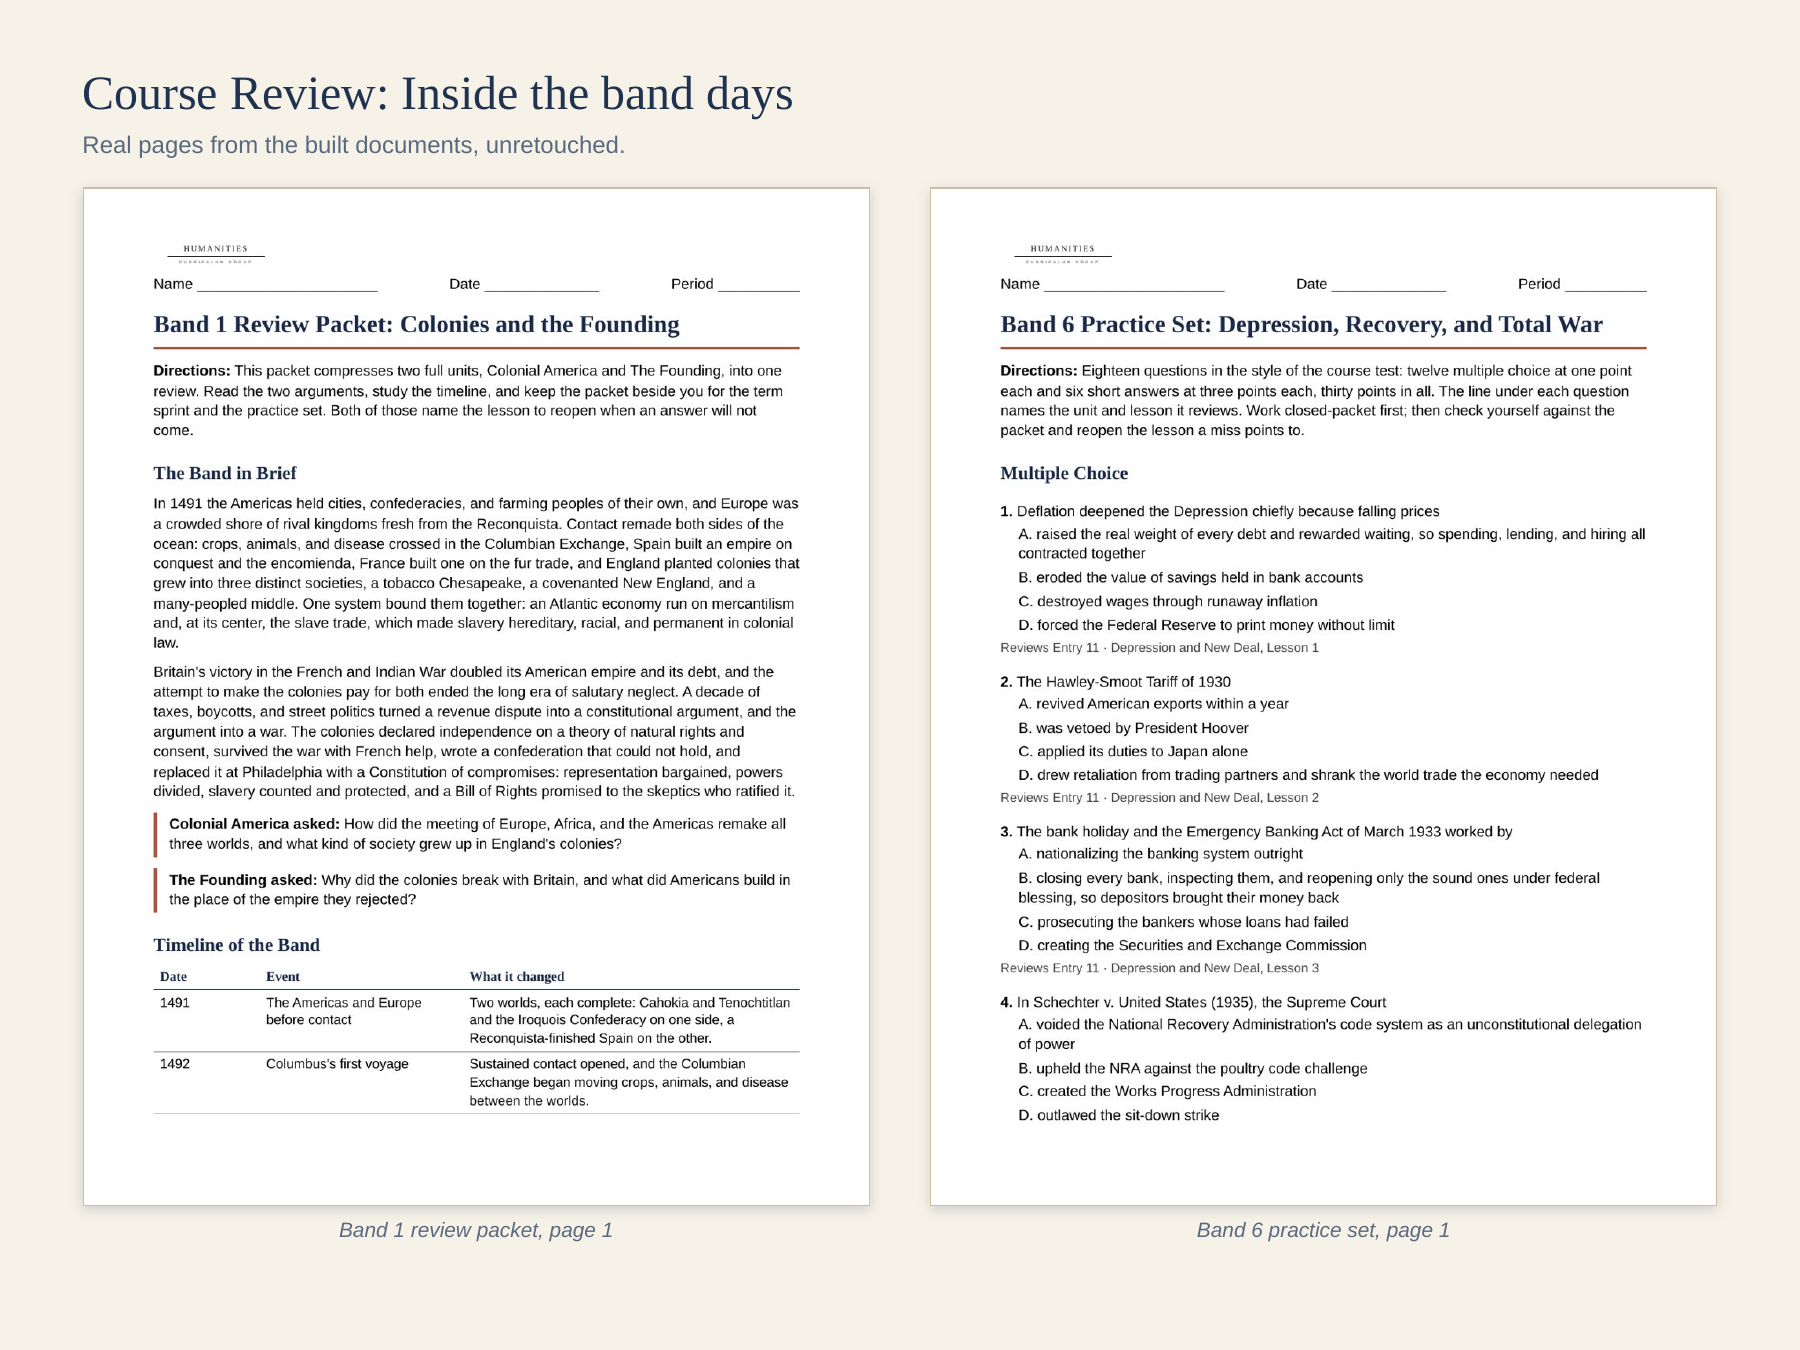 Course Review: Inside the band days
Real pages from the built documents, unretouched.
HUMANITIES
CURRICULUM GROUP
Name ______________________ Date ______________ Period __________
Band 1 Review Packet: Colonies and the Founding
Directions: This packet compresses two full units, Colonial America and The Founding, into one
review. Read the two arguments, study the timeline, and keep the packet beside you for the term
sprint and the practice set. Both of those name the lesson to reopen when an answer will not
come.
The Band in Brief
In 1491 the Americas held cities, confederacies, and farming peoples of their own, and Europe was
a crowded shore of rival kingdoms fresh from the Reconquista. Contact remade both sides of the
ocean: crops, animals, and disease crossed in the Columbian Exchange, Spain built an empire on
conquest and the encomienda, France built one on the fur trade, and England planted colonies that
grew into three distinct societies, a tobacco Chesapeake, a covenanted New England, and a
many-peopled middle. One system bound them together: an Atlantic economy run on mercantilism
and, at its center, the slave trade, which made slavery hereditary, racial, and permanent in colonial
law.
Britain's victory in the French and Indian War doubled its American empire and its debt, and the
attempt to make the colonies pay for both ended the long era of salutary neglect. A decade of
taxes, boycotts, and street politics turned a revenue dispute into a constitutional argument, and the
argument into a war. The colonies declared independence on a theory of natural rights and
consent, survived the war with French help, wrote a confederation that could not hold, and
replaced it at Philadelphia with a Constitution of compromises: representation bargained, powers
divided, slavery counted and protected, and a Bill of Rights promised to the skeptics who ratified it.
Colonial America asked: How did the meeting of Europe, Africa, and the Americas remake all
three worlds, and what kind of society grew up in England's colonies?
The Founding asked: Why did the colonies break with Britain, and what did Americans build in
the place of the empire they rejected?
Timeline of the Band
Date Event What it changed
1491 The Americas and Europe before contact Two worlds, each complete: Cahokia and Tenochtitlan
and the Iroquois Confederacy on one side, a
Reconquista-finished Spain on the other.
1492 Columbus's first voyage Sustained contact opened, and the Columbian
Exchange began moving crops, animals, and disease
between the worlds.
Band 1 review packet, page 1
HUMANITIES
CURRICULUM GROUP
Name ______________________ Date ______________ Period __________
Band 6 Practice Set: Depression, Recovery, and Total War
Directions: Eighteen questions in the style of the course test: twelve multiple choice at one point
each and six short answers at three points each, thirty points in all. The line under each question
names the unit and lesson it reviews. Work closed-packet first; then check yourself against the
packet and reopen the lesson a miss points to.
Multiple Choice
1. Deflation deepened the Depression chiefly because falling prices
A. raised the real weight of every debt and rewarded waiting, so spending, lending, and hiring all
contracted together
B. eroded the value of savings held in bank accounts
C. destroyed wages through runaway inflation
D. forced the Federal Reserve to print money without limit
Reviews Entry 11 · Depression and New Deal, Lesson 1
2. The Hawley-Smoot Tariff of 1930
A. revived American exports within a year
B. was vetoed by President Hoover
C. applied its duties to Japan alone
D. drew retaliation from trading partners and shrank the world trade the economy needed
Reviews Entry 11 · Depression and New Deal, Lesson 2
3. The bank holiday and the Emergency Banking Act of March 1933 worked by
A. nationalizing the banking system outright
B. closing every bank, inspecting them, and reopening only the sound ones under federal
blessing, so depositors brought their money back
C. prosecuting the bankers whose loans had failed
D. creating the Securities and Exchange Commission
Reviews Entry 11 · Depression and New Deal, Lesson 3
4. In Schechter v. United States (1935), the Supreme Court
A. voided the National Recovery Administration's code system as an unconstitutional delegation
of power
B. upheld the NRA against the poultry code challenge
C. created the Works Progress Administration
D. outlawed the sit-down strike
Band 6 practice set, page 1